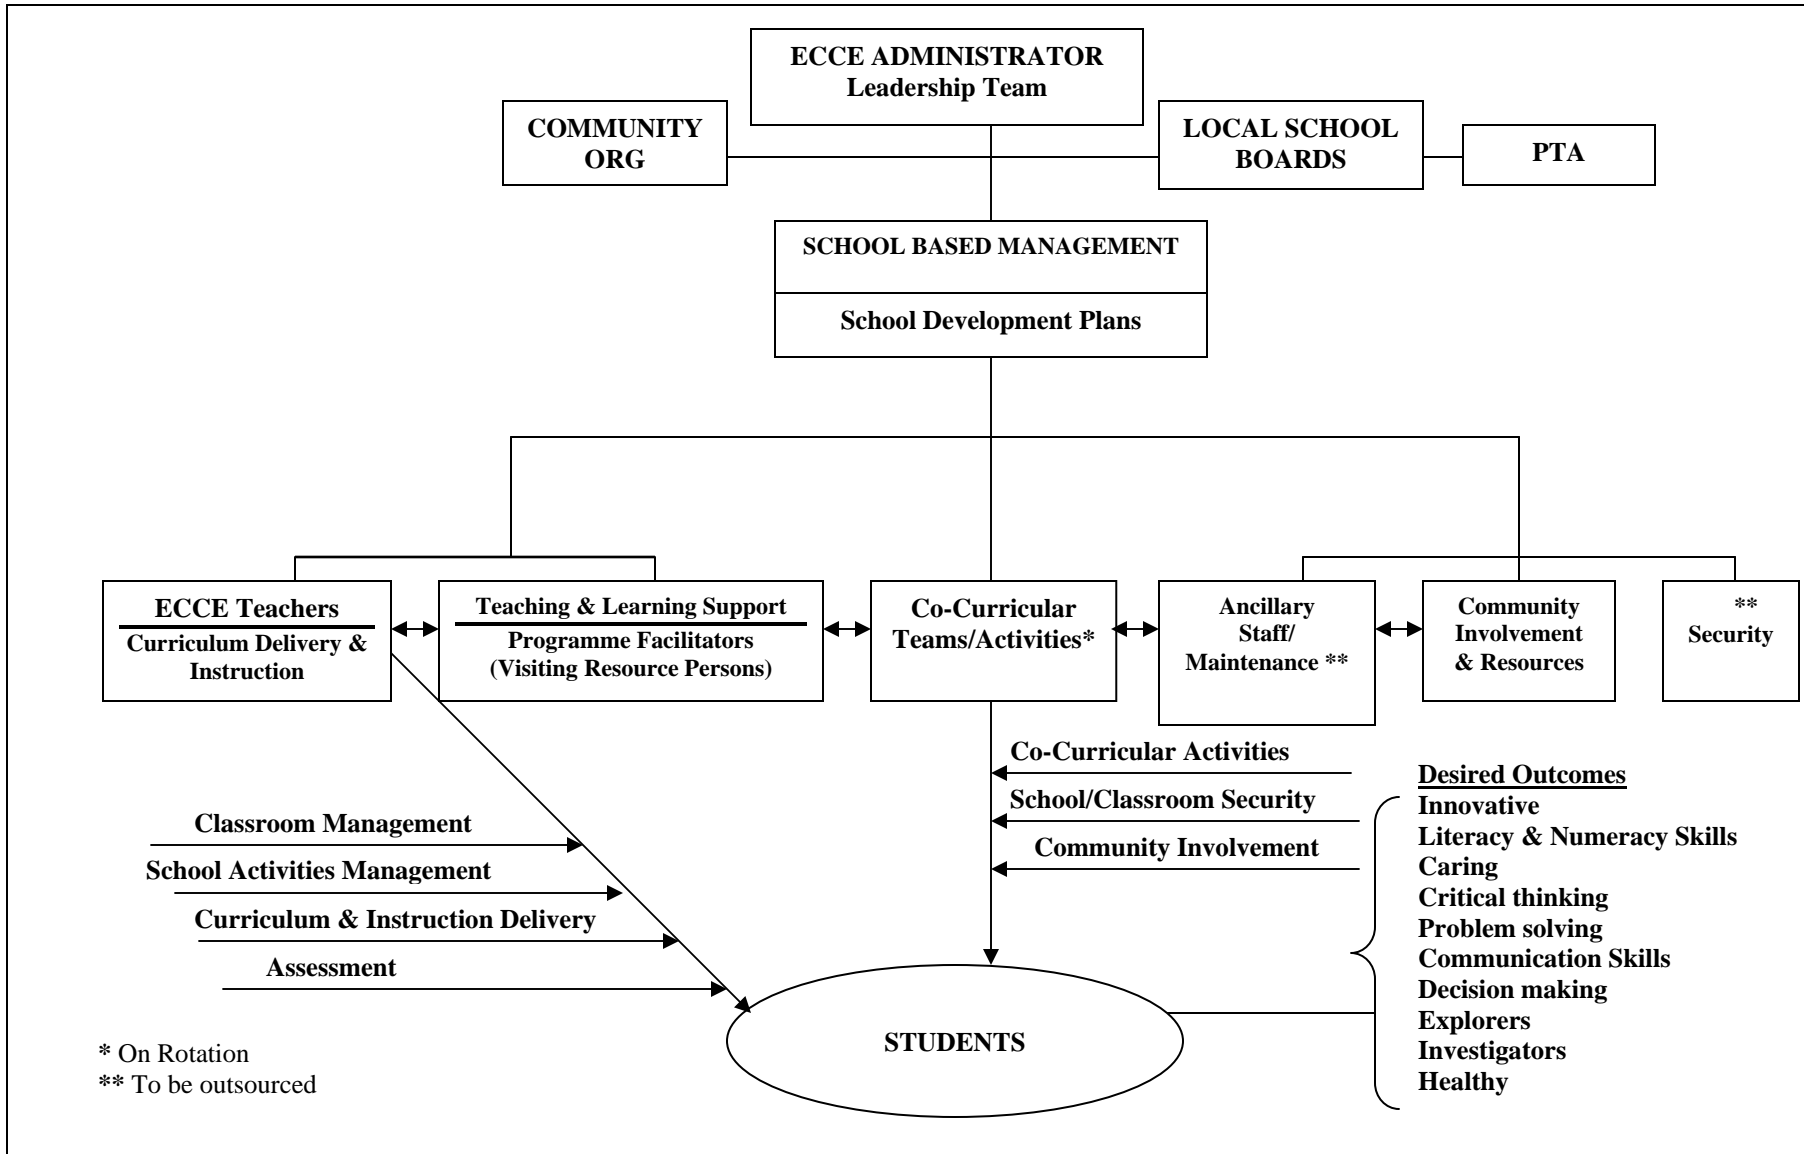 ECCE ADMINISTRATOR
Leadership Team
COMMUNITY
ORG
LOCAL SCHOOL
BOARDS
PTA
SCHOOL BASED MANAGEMENT
School Development Plans
ECCE Teachers
Curriculum Delivery &
Instruction
Teaching & Learning Support
Programme Facilitators
(Visiting Resource Persons)
Co-Curricular
Teams/Activities*
Ancillary
Staff/
Maintenance **
Community
Involvement
& Resources
**
Security
Co-Curricular Activities
School/Classroom Security
Community Involvement
Classroom Management
School Activities Management
Curriculum & Instruction Delivery
Assessment
Desired Outcomes
Innovative
Literacy & Numeracy Skills
Caring
Critical thinking
Problem solving
Communication Skills
Decision making
Explorers
Investigators
Healthy
STUDENTS
* On Rotation
** To be outsourced